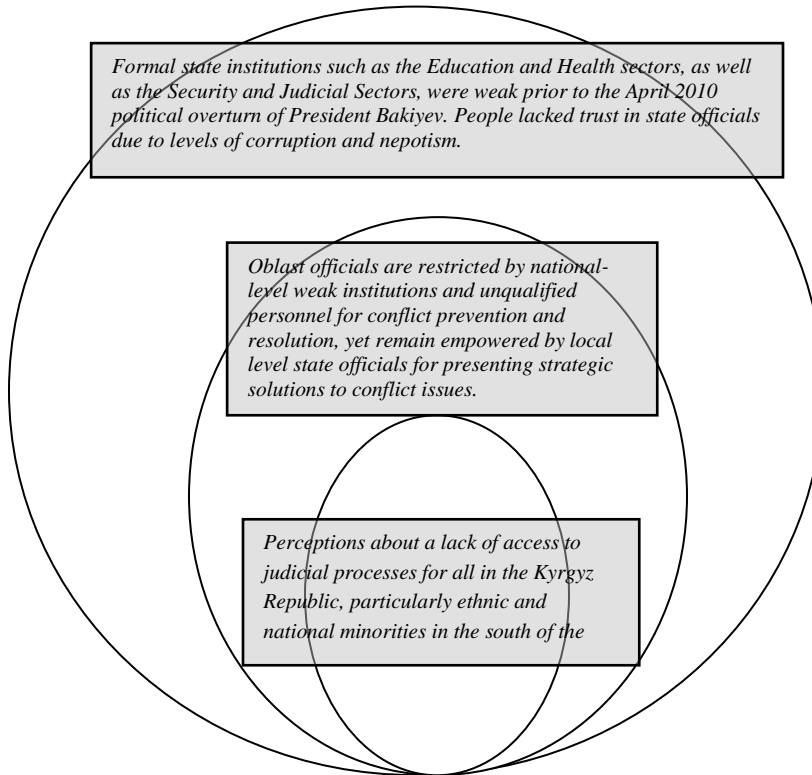 Formal state institutions such as the Education and Health sectors, as well
as the Security and Judicial Sectors, were weak prior to the April 2010
political overturn of President Bakiyev. People lacked trust in state officials
due to levels of corruption and nepotism.
Oblast officials are restricted by national-
level weak institutions and unqualified
personnel for conflict prevention and
resolution, yet remain empowered by local
level state officials for presenting strategic
solutions to conflict issues.
Perceptions about a lack of access to
judicial processes for all in the Kyrgyz
Republic, particularly ethnic and
national minorities in the south of the